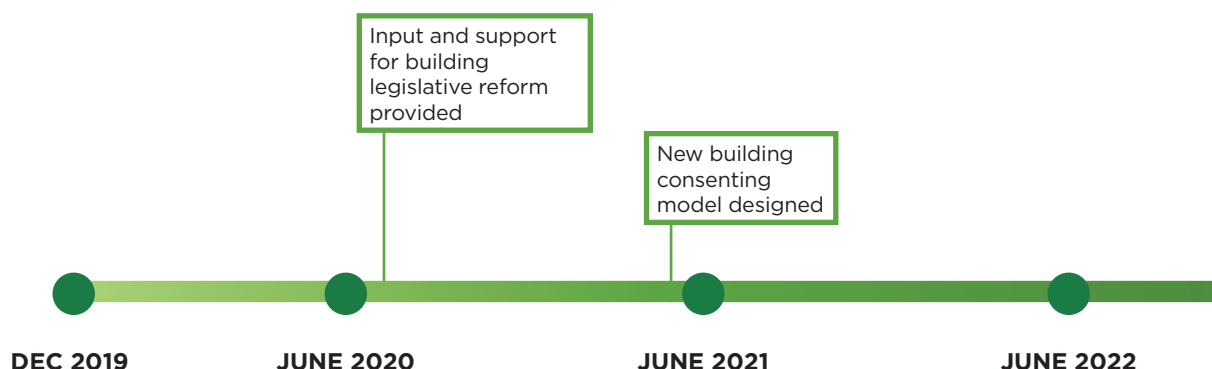 Input and support
for building
legislative reform
provided
New building
consenting
model designed
DEC 2019
JUNE 2020
JUNE 2021
JUNE 2022